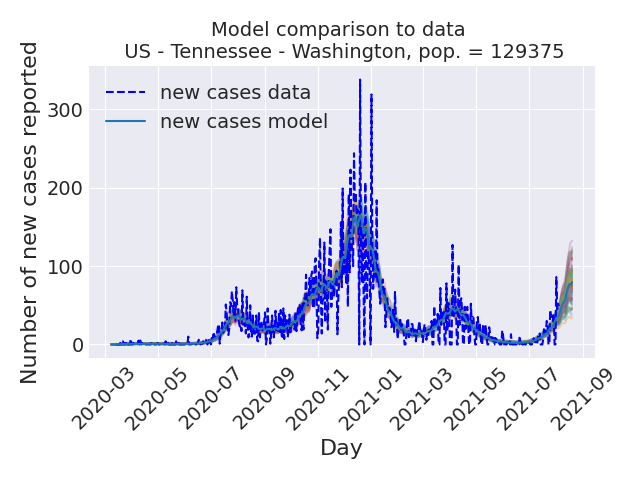 Model comparison to data
US - Tennessee - Washington, pop. = 129375
Number of new cases reported
300
200
100
0
new cases data
new cases model
2020-03
2020-05
2020-07
2020-09
2020-11
2021-01
2021-03
2021-05
2021-07
2021-09
Day